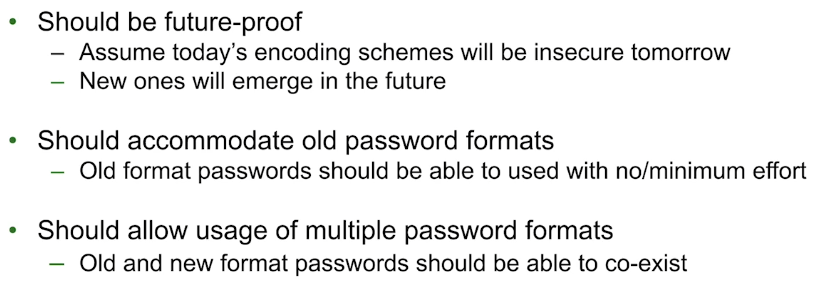 • Should be future-proof
– Assume today's encoding schemes will be insecure tomorrow
– New ones will emerge in the future
• Should accommodate old password formats
– Old format passwords should be able to used with no/minimum effort
• Should allow usage of multiple password formats
– Old and new format passwords should be able to co-exist